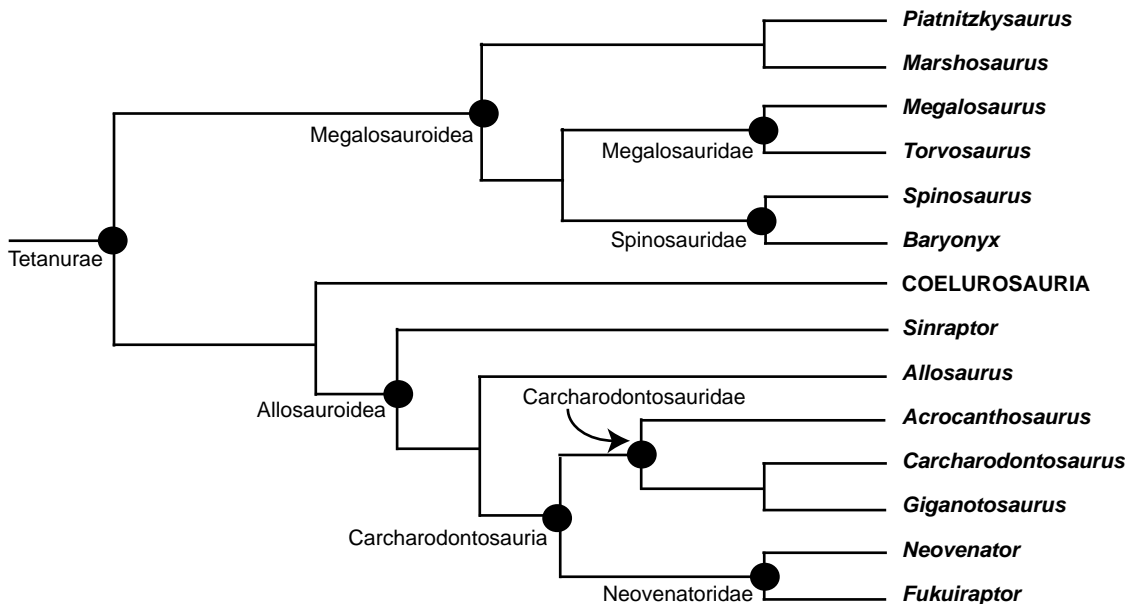 Piatnitzkysaurus
Marshosaurus
Megalosaurus
Megalosauroidea
Megalosauridae
Torvosaurus
Spinosaurus
Spinosauridae
Baryonyx
Tetanurae
COELUROSAURIA
Sinraptor
Allosaurus
Carcharodontosauridae
Allosauroidea
Acrocanthosaurus
Carcharodontosaurus
Giganotosaurus
Carcharodontosauria
Neovenator
Neovenatoridae
Fukuiraptor